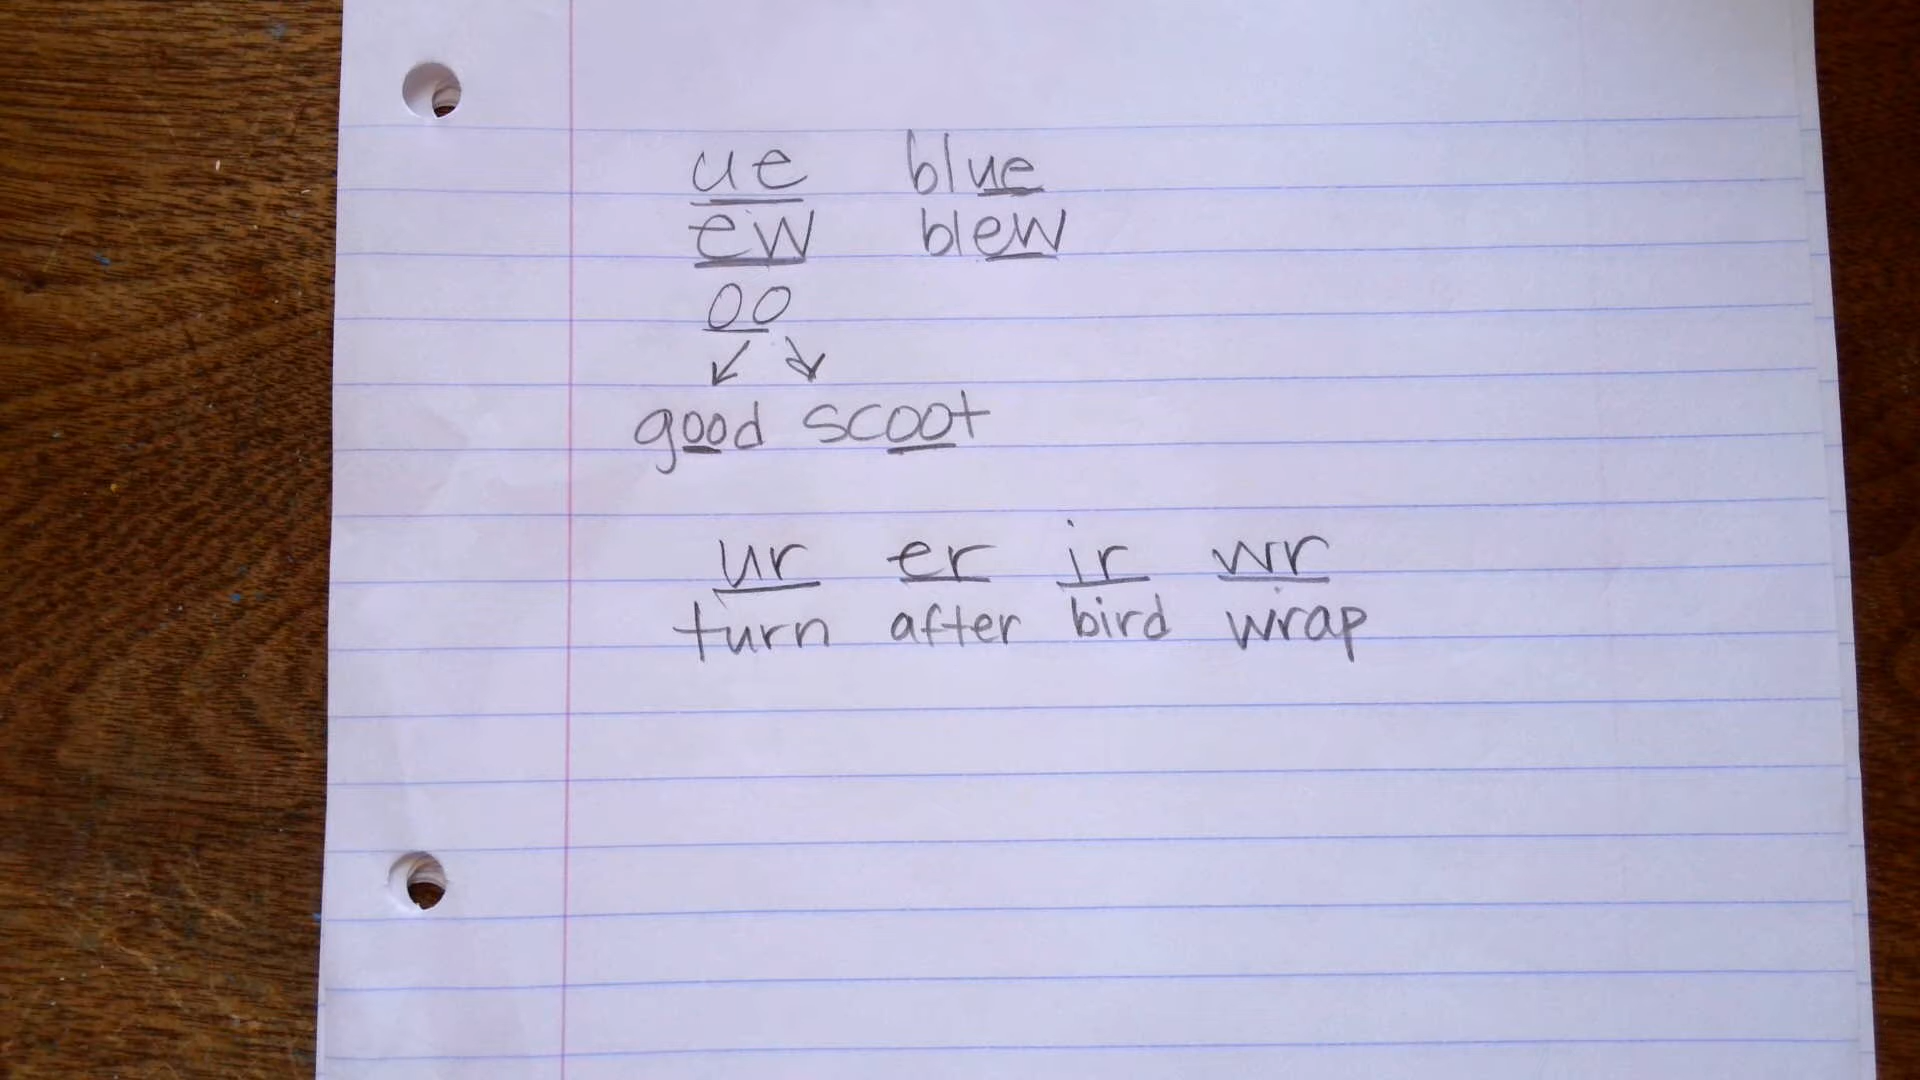 ue blue
ew blew
oo
good scoot
ur er ir wr
turn after bird wrap